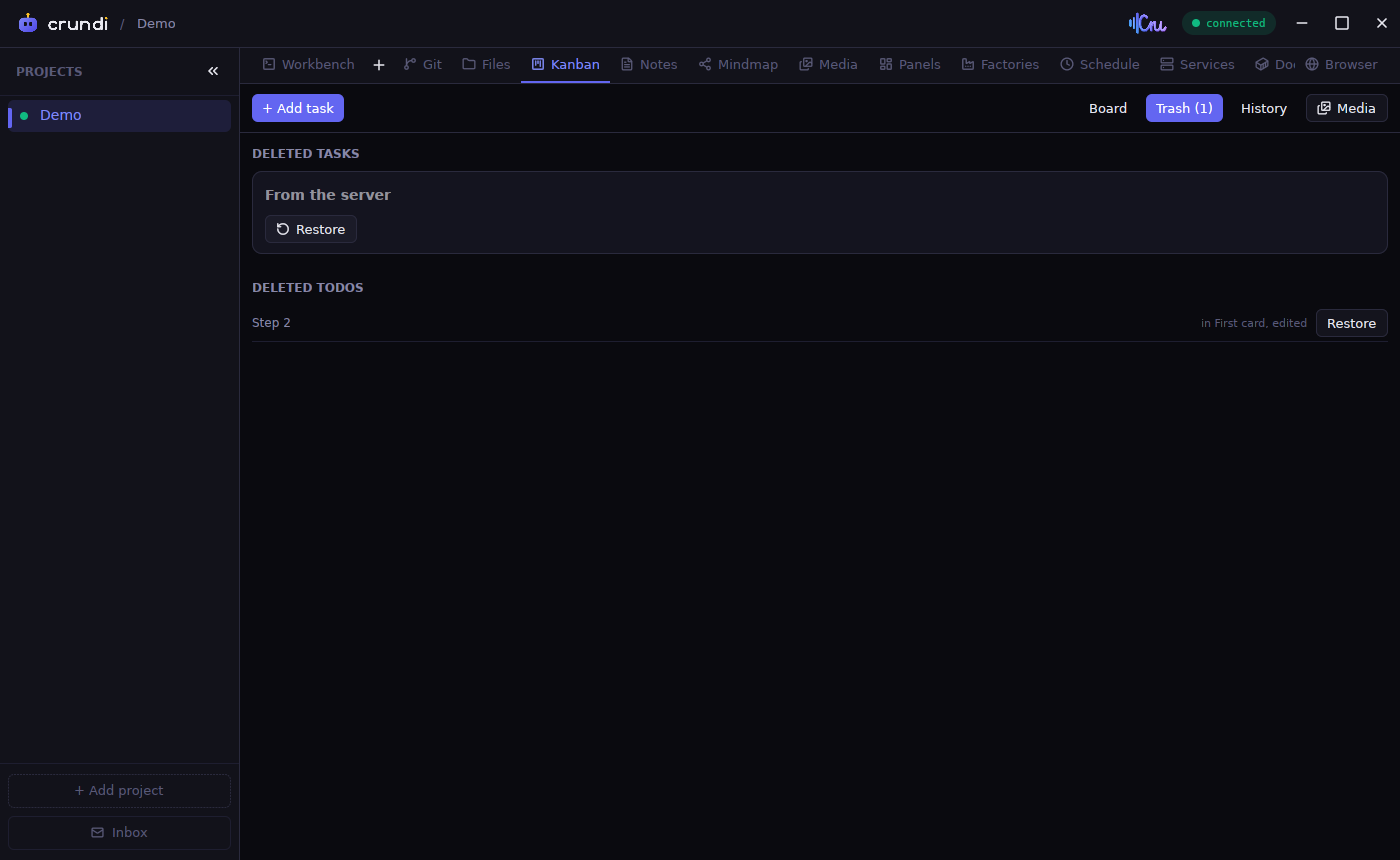 crundi / Demo
Cru
connected
PROJECTS
Workbench
Git
Files
Kanban
Notes
Mindmap
Media
Panels
Factories
Schedule
Services
Browser
Demo
+ Add task
Board
Trash (1)
History
Media
DELETED TASKS
From the server
Restore
DELETED TODOS
Step 2
in First card, edited
Restore
+ Add project
Inbox